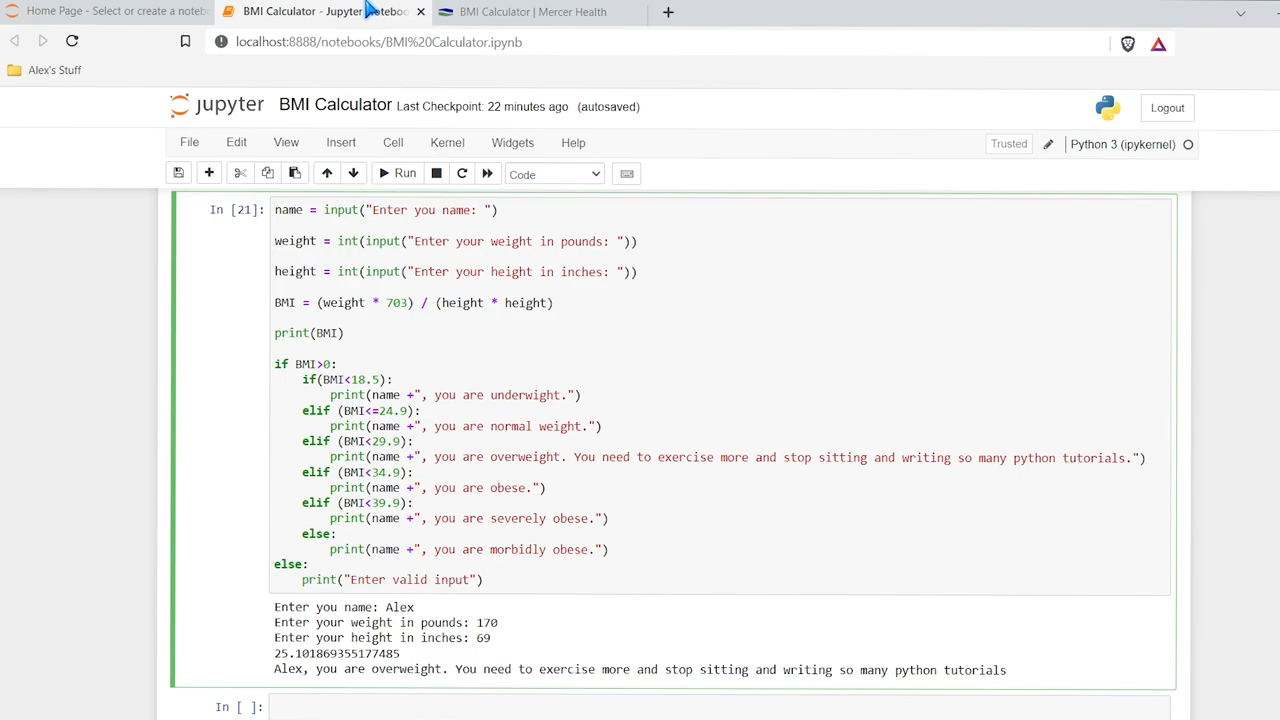 Home Page - Select or create a noteb
BMI Calculator - Jupyter Notebo
BMI Calculator | Mercer Health
localhost:8888/notebooks/BMI%20Calculator.ipynb
Alex's Stuff
jupyter BMI Calculator Last Checkpoint: 22 minutes ago (autosaved)
Logout
File Edit View Insert Cell Kernel Widgets Help
Trusted Python 3 (ipykernel)
Run Code
In [21]: name = input("Enter you name: ")
weight = int(input("Enter your weight in pounds: "))
height = int(input("Enter your height in inches: "))
BMI = (weight * 703) / (height * height)
print(BMI)
if BMI>0:
if(BMI<18.5):
print(name +", you are underwight.")
elif (BMI<=24.9):
print(name +", you are normal weight.")
elif (BMI<29.9):
print(name +", you are overweight. You need to exercise more and stop sitting and writing so many python tutorials.")
elif (BMI<34.9):
print(name +", you are obese.")
elif (BMI<39.9):
print(name +", you are severely obese.")
else:
print(name +", you are morbidly obese.")
else:
print("Enter valid input")
Enter you name: Alex
Enter your weight in pounds: 170
Enter your height in inches: 69
25.101869355177485
Alex, you are overweight. You need to exercise more and stop sitting and writing so many python tutorials
In [ ]: